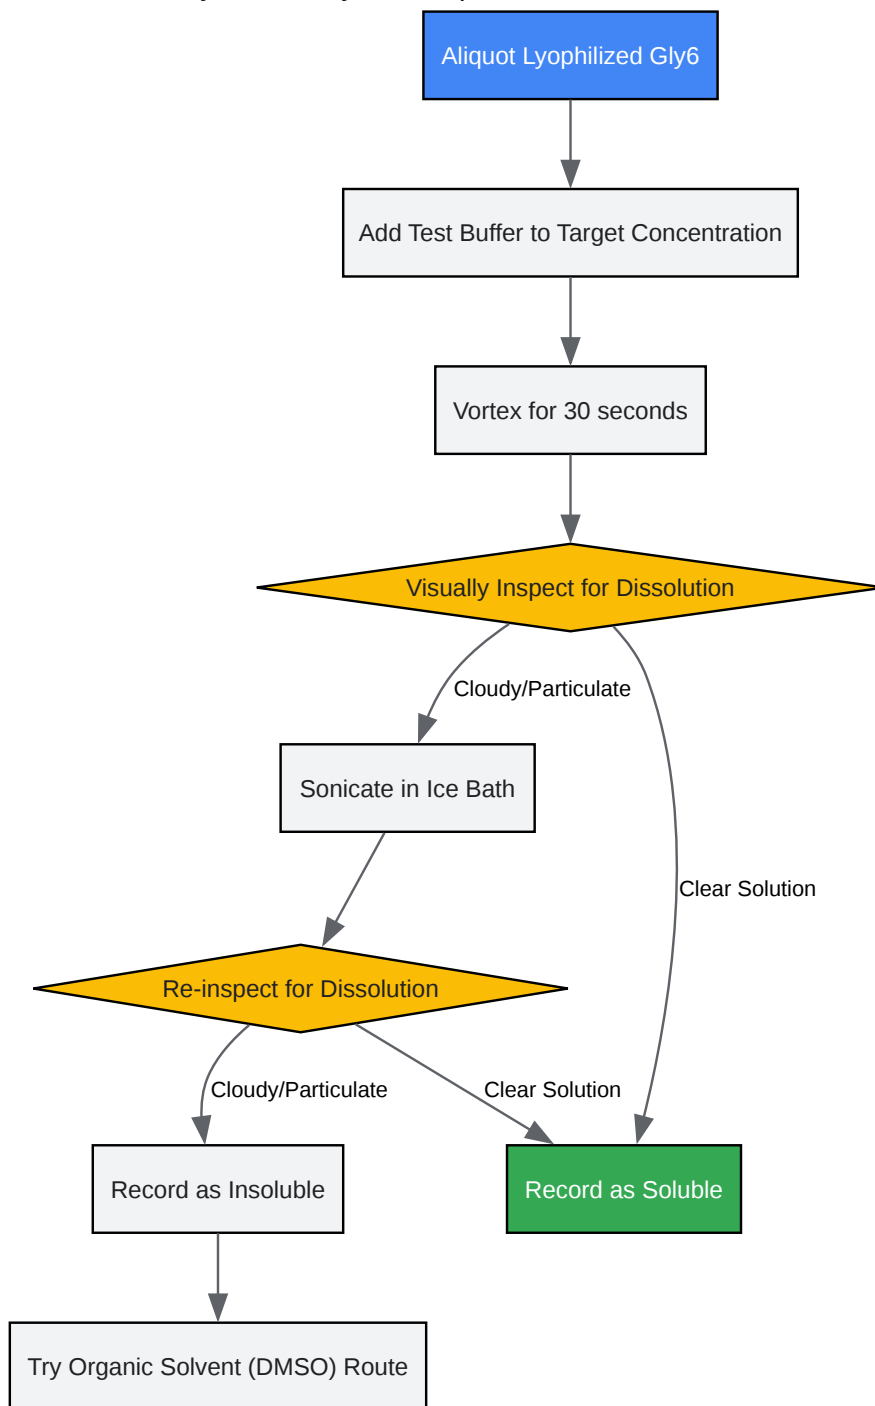 Aliquot Lyophilized Gly6
Add Test Buffer to Target Concentration
Vortex for 30 seconds
Visually Inspect for Dissolution
Cloudy/Particulate
Sonicate in Ice Bath
Clear Solution
Re-inspect for Dissolution
Cloudy/Particulate
Clear Solution
Record as Insoluble
Record as Soluble
Try Organic Solvent (DMSO) Route